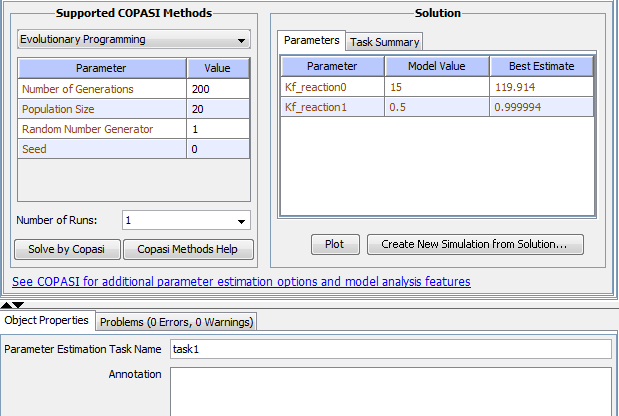 Supported COPASI Methods
Evolutionary Programming
Parameter Value
Number of Generations 200
Population Size 20
Random Number Generator 1
Seed 0
Number of Runs: 1
Solve by Copasi Copasi Methods Help
Solution
Parameters Task Summary
Parameter Model Value Best Estimate
Kf_reaction0 15 119.914
Kf_reaction1 0.5 0.999994
Plot Create New Simulation from Solution...
See COPASI for additional parameter estimation options and model analysis features
Object Properties Problems (0 Errors, 0 Warnings)
Parameter Estimation Task Name task1
Annotation